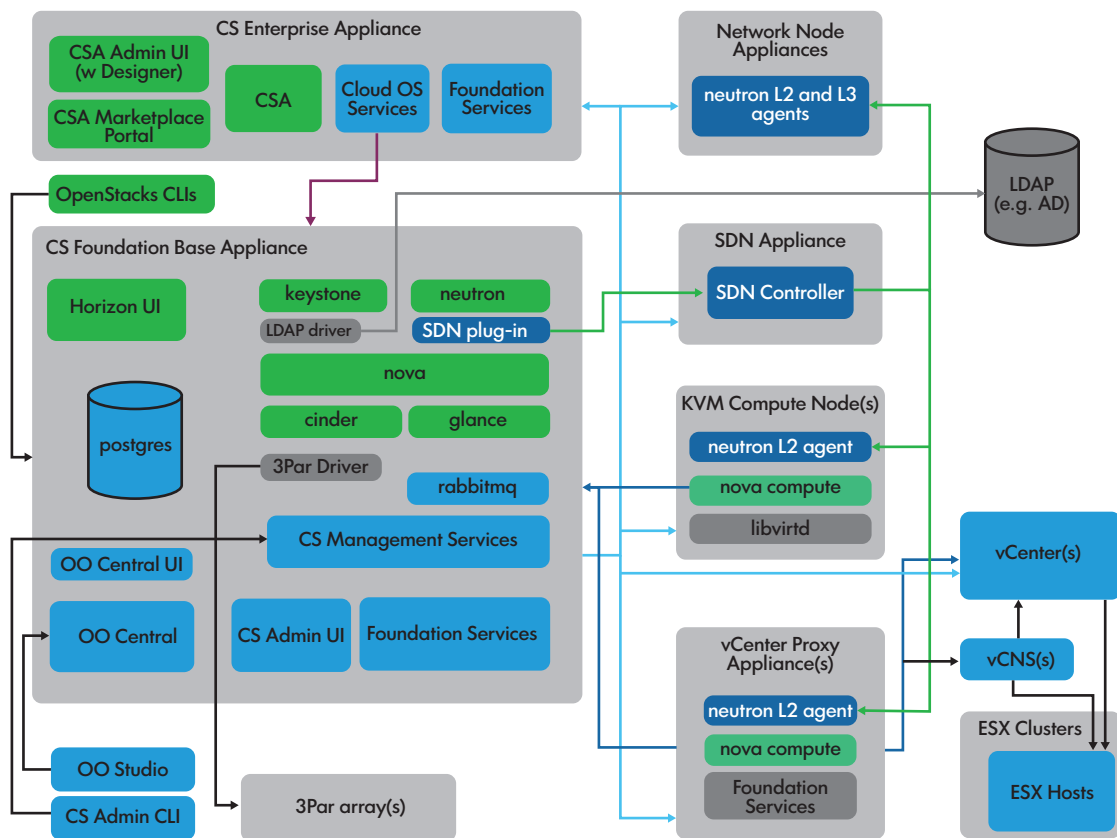 CS Enterprise Appliance
CSA Admin UI
(w Designer)
CSA Marketplace
Portal
CSA
Cloud OS
Services
Foundation
Services
Network Node
Appliances
neutron L2 and L3
agents
OpenStacks CLIs
LDAP
(e.g. AD)
CS Foundation Base Appliance
Horizon UI
keystone
neutron
LDAP driver
SDN plug-in
nova
cinder
glance
3Par Driver
postgres
rabbitmq
CS Management Services
OO Central UI
OO Central
CS Admin UI
Foundation Services
SDN Appliance
SDN Controller
KVM Compute Node(s)
neutron L2 agent
nova compute
libvirtd
vCenter Proxy
Appliance(s)
neutron L2 agent
nova compute
Foundation
Services
vCenter(s)
vCNS(s)
ESX Clusters
ESX Hosts
OO Studio
CS Admin CLI
3Par array(s)